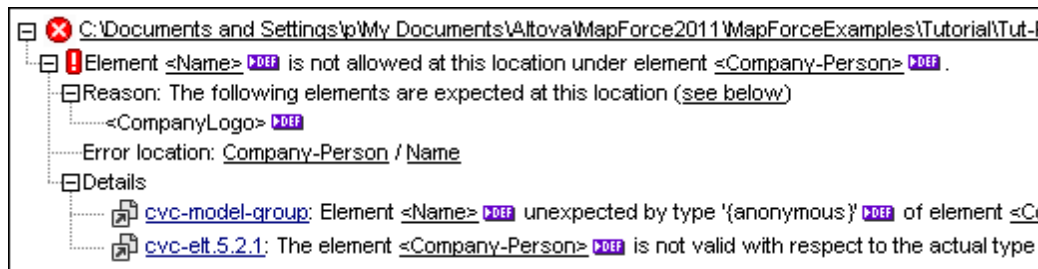 C:\Documents and Settings\p\My Documents\Altova\MapForce2011\MapForceExamples\Tutorial\Tut-
Element <Name> DEF is not allowed at this location under element <Company-Person> DEF .
Reason: The following elements are expected at this location (see below)
<CompanyLogo> DEF
Error location: Company-Person / Name
Details
cvc-model-group: Element <Name> DEF unexpected by type '{anonymous}' DEF of element <C
cvc-elt.5.2.1: The element <Company-Person> DEF is not valid with respect to the actual type